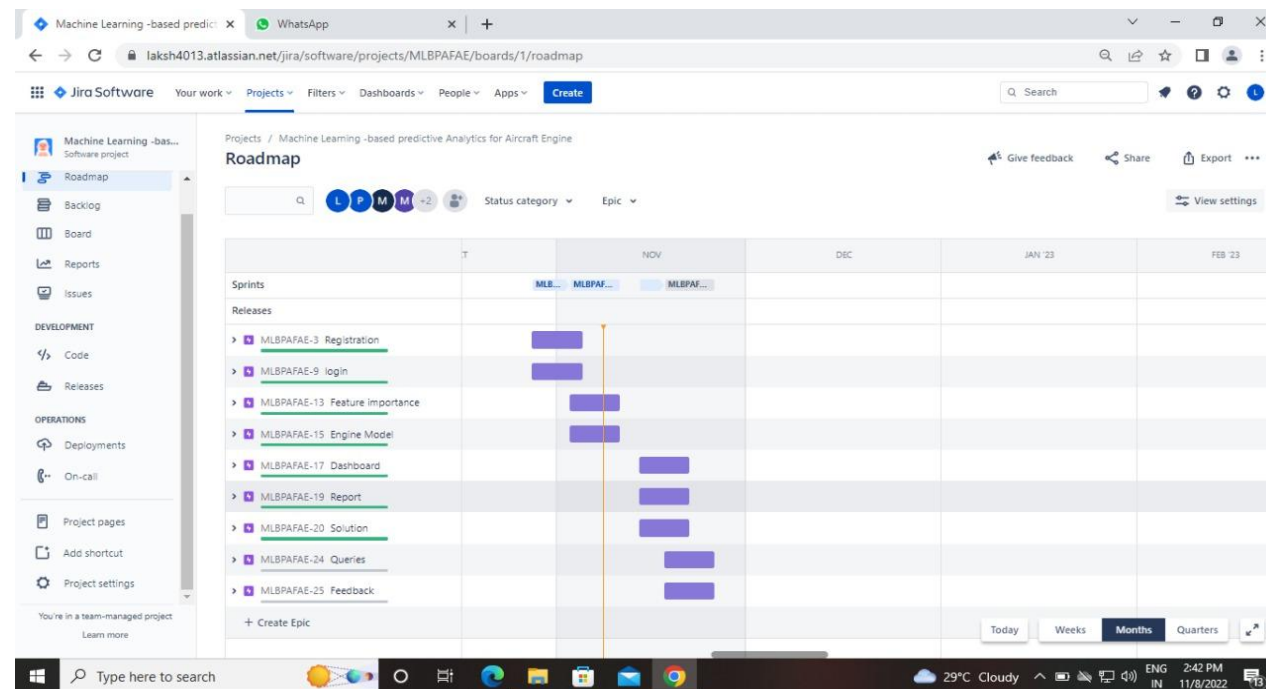 Machine Learning -based predict
WhatsApp
laksh4013.atlassian.net/jira/software/projects/MLBPAFAE/boards/1/roadmap
Jira Software Your work Projects Filters Dashboards People Apps Create Search L
Machine Learning -bas...
Software project
Roadmap
Backlog
Board
Reports
Issues
DEVELOPMENT
Code
Releases
OPERATIONS
Deployments
On-call
Project pages
Add shortcut
Project settings
You're in a team-managed project
Learn more
Projects / Machine Learning -based predictive Analytics for Aircraft Engine
Roadmap
Give feedback Share Export
L P M M +2 Status category Epic View settings
T NOV DEC JAN '23 FEB '23
Sprints MLB... MLBPAF... MLBPAF...
Releases
MLBPAFAE-3 Registration
MLBPAFAE-9 login
MLBPAFAE-13 Feature importance
MLBPAFAE-15 Engine Model
MLBPAFAE-17 Dashboard
MLBPAFAE-19 Report
MLBPAFAE-20 Solution
MLBPAFAE-24 Queries
MLBPAFAE-25 Feedback
+ Create Epic
Today Weeks Months Quarters
Type here to search
29°C Cloudy
ENG
IN
2:42 PM
11/8/2022
13